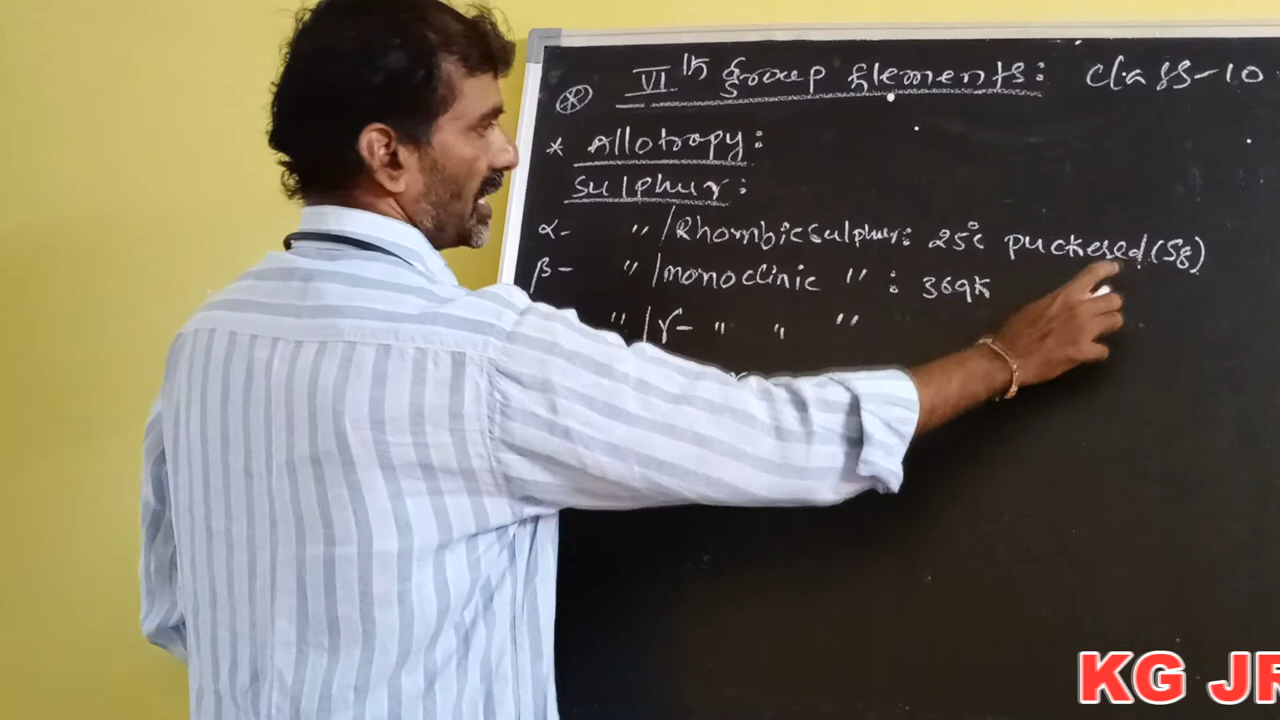 VI th Group Elements: Class-10
* Allotropy:
Sulphur:
α- " / Rhombic sulphur: 25°C puckered (S8)
β- " / monoclinic " : 369K
" / γ- " " "
KG JR